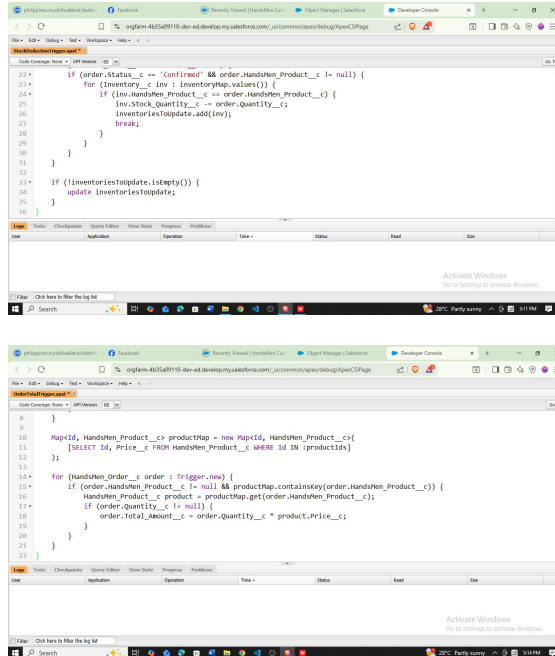 philippines.myskillwallet.ai/dashb
Facebook
Recently Viewed | HandsMen Cus
Object Manager | Salesforce
Developer Console
orgfarm-4b35a09110-dev-ed.develop.my.salesforce.com/_ui/common/apex/debug/ApexCSIPage
File Edit Debug Test Workspace Help < >
StockDeductionTrigger.apxt *
Code Coverage: None API Version: 65
Go To
22 if (order.Status__c == 'Confirmed' && order.HandsMen_Product__c != null) {
23 for (Inventory__c inv : inventoryMap.values()) {
24 if (inv.HandsMen_Product__c == order.HandsMen_Product__c) {
25 inv.Stock_Quantity__c -= order.Quantity__c;
26 inventoriesToUpdate.add(inv);
27 break;
28 }
29 }
30 }
31 }
32
33 if (!inventoriesToUpdate.isEmpty()) {
34 update inventoriesToUpdate;
35 }
36 }
Logs Tests Checkpoints Query Editor View State Progress Problems
User Application Operation Time Status Read Size
Activate Windows
Go to Settings to activate Windows.
Filter Click here to filter the log list
Search 28°C Partly sunny 5:11 PM
philippines.myskillwallet.ai/dashb
Facebook
Recently Viewed | HandsMen Cus
Object Manager | Salesforce
Developer Console
orgfarm-4b35a09110-dev-ed.develop.my.salesforce.com/_ui/common/apex/debug/ApexCSIPage
File Edit Debug Test Workspace Help < >
OrderTotalTrigger.apxt *
Code Coverage: None API Version: 65
Go
8 }
9
10 Map<Id, HandsMen_Product__c> productMap = new Map<Id, HandsMen_Product__c>(
11 [SELECT Id, Price__c FROM HandsMen_Product__c WHERE Id IN :productIds]
12 );
13
14 for (HandsMen_Order__c order : Trigger.new) {
15 if (order.HandsMen_Product__c != null && productMap.containsKey(order.HandsMen_Product__c)) {
16 HandsMen_Product__c product = productMap.get(order.HandsMen_Product__c);
17 if (order.Quantity__c != null) {
18 order.Total_Amount__c = order.Quantity__c * product.Price__c;
19 }
20 }
21 }
22 }
Logs Tests Checkpoints Query Editor View State Progress Problems
User Application Operation Time Status Read Size
Activate Windows
Go to Settings to activate Windows.
Filter Click here to filter the log list
Search 28°C Partly sunny 5:14 PM